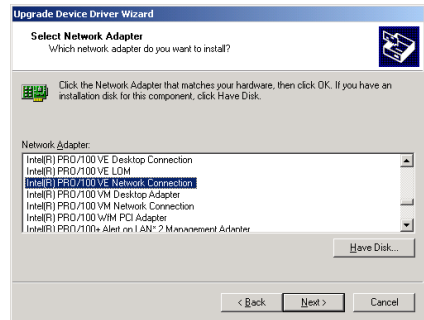 Upgrade Device Driver Wizard
Select Network Adapter
Which network adapter do you want to install?
Click the Network Adapter that matches your hardware, then click OK. If you have an
installation disk for this component, click Have Disk.
Network Adapter:
Intel(R) PRO/100 VE Desktop Connection
Intel(R) PRO/100 VE LOM
Intel(R) PRO/100 VE Network Connection
Intel(R) PRO/100 VM Desktop Adapter
Intel(R) PRO/100 VM Network Connection
Intel(R) PRO/100 WfM PCI Adapter
Intel(R) PRO/100+ Alert on LAN* 2 Management Adapter
Have Disk...
< Back
Next >
Cancel